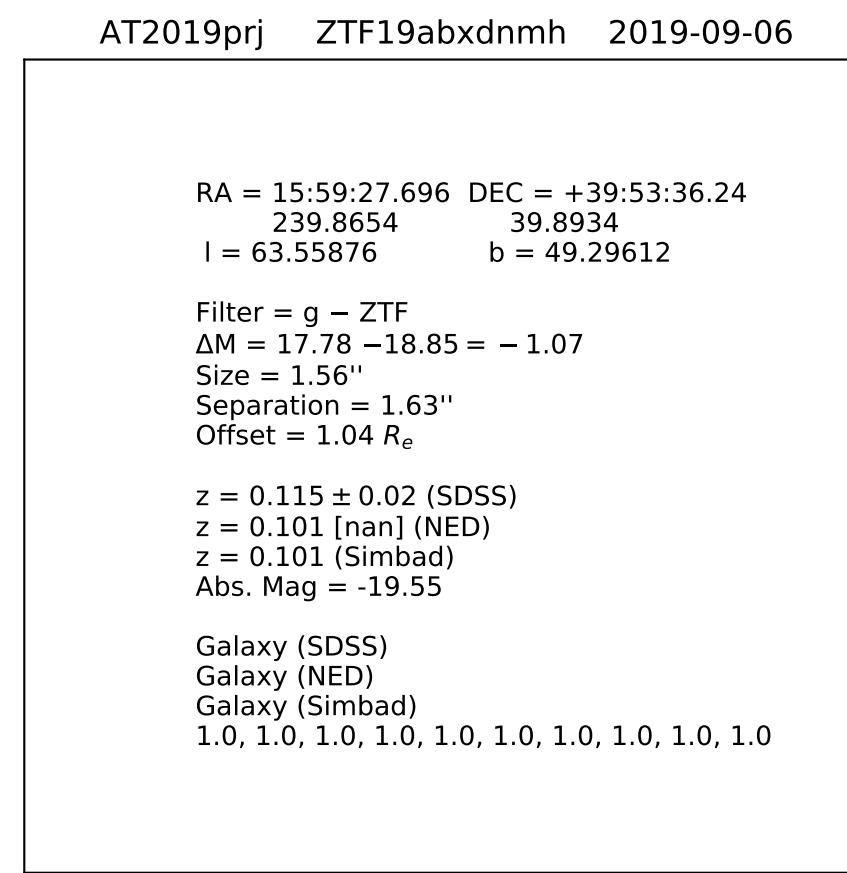 AT2019prj ZTF19abxdnmh 2019-09-06
RA = 15:59:27.696 DEC = +39:53:36.24
239.8654 39.8934
l = 63.55876 b = 49.29612
Filter = g − ZTF
ΔM = 17.78 −18.85 = − 1.07
Size = 1.56''
Separation = 1.63''
Offset = 1.04 Re
z = 0.115 ± 0.02 (SDSS)
z = 0.101 [nan] (NED)
z = 0.101 (Simbad)
Abs. Mag = -19.55
Galaxy (SDSS)
Galaxy (NED)
Galaxy (Simbad)
1.0, 1.0, 1.0, 1.0, 1.0, 1.0, 1.0, 1.0, 1.0, 1.0